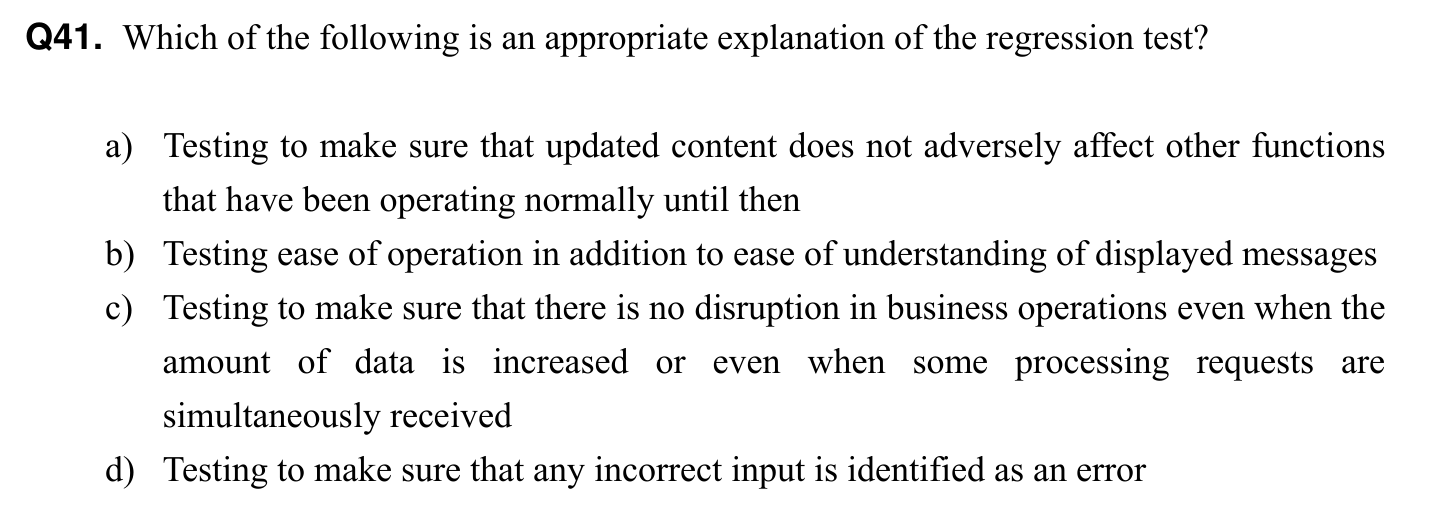 Q41. Which of the following is an appropriate explanation of the regression test?
a) Testing to make sure that updated content does not adversely affect other functions
that have been operating normally until then
b) Testing ease of operation in addition to ease of understanding of displayed messages
c) Testing to make sure that there is no disruption in business operations even when the
amount of data is increased or even when some processing requests are
simultaneously received
d) Testing to make sure that any incorrect input is identified as an error